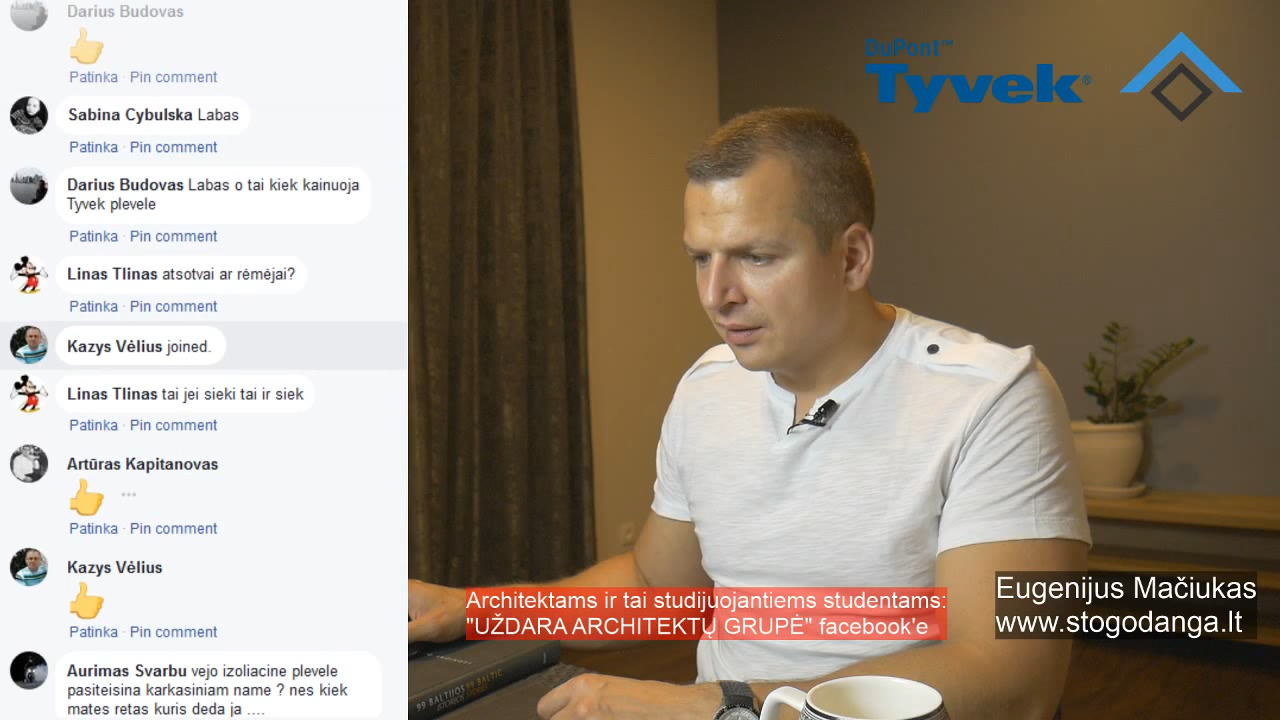 Darius Budovas
Patinka · Pin comment
Sabina Cybulska Labas
Patinka · Pin comment
Darius Budovas Labas o tai kiek kainuoja
Tyvek plevele
Patinka · Pin comment
Linas Tlinas atsotvai ar rėmėjai?
Patinka · Pin comment
Kazys Vėlius joined.
Linas Tlinas tai jei sieki tai ir siek
Patinka · Pin comment
Artūras Kapitanovas
Patinka · Pin comment
Kazys Vėlius
Patinka · Pin comment
Aurimas Svarbu vejo izoliacine plevele
pasiteisina karkasiniam name ? nes kiek
mates retas kuris deda ja ....
DuPont™
Tyvek®
Architektams ir tai studijuojantiems studentams:
"UŽDARA ARCHITEKTŲ GRUPĖ" facebook'e
Eugenijus Mačiukas
www.stogodanga.lt
99 BALTIJOS 99 BALTIC